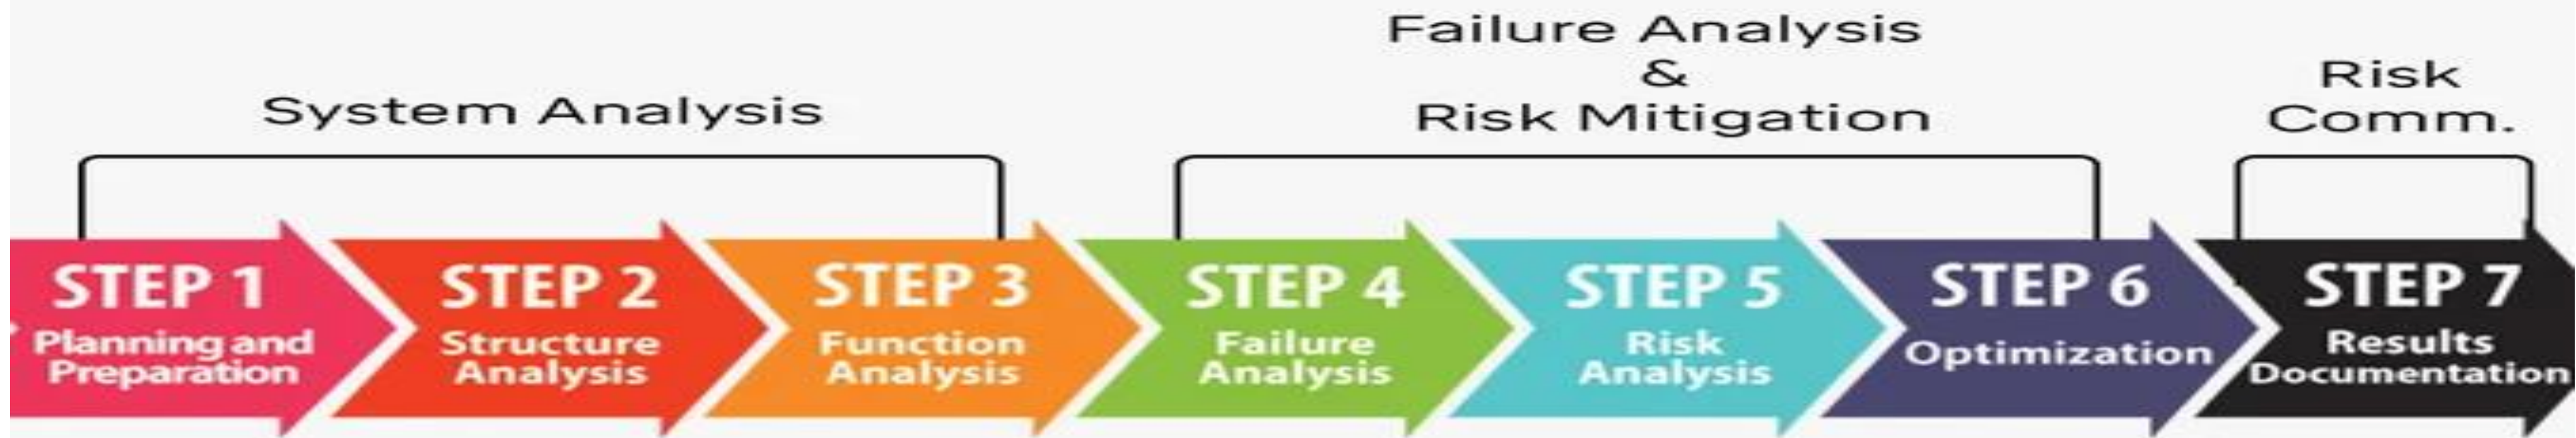 System Analysis
Failure Analysis
&
Risk Mitigation
Risk
Comm.
STEP 1
Planning and
Preparation
STEP 2
Structure
Analysis
STEP 3
Function
Analysis
STEP 4
Failure
Analysis
STEP 5
Risk
Analysis
STEP 6
Optimization
STEP 7
Results
Documentation